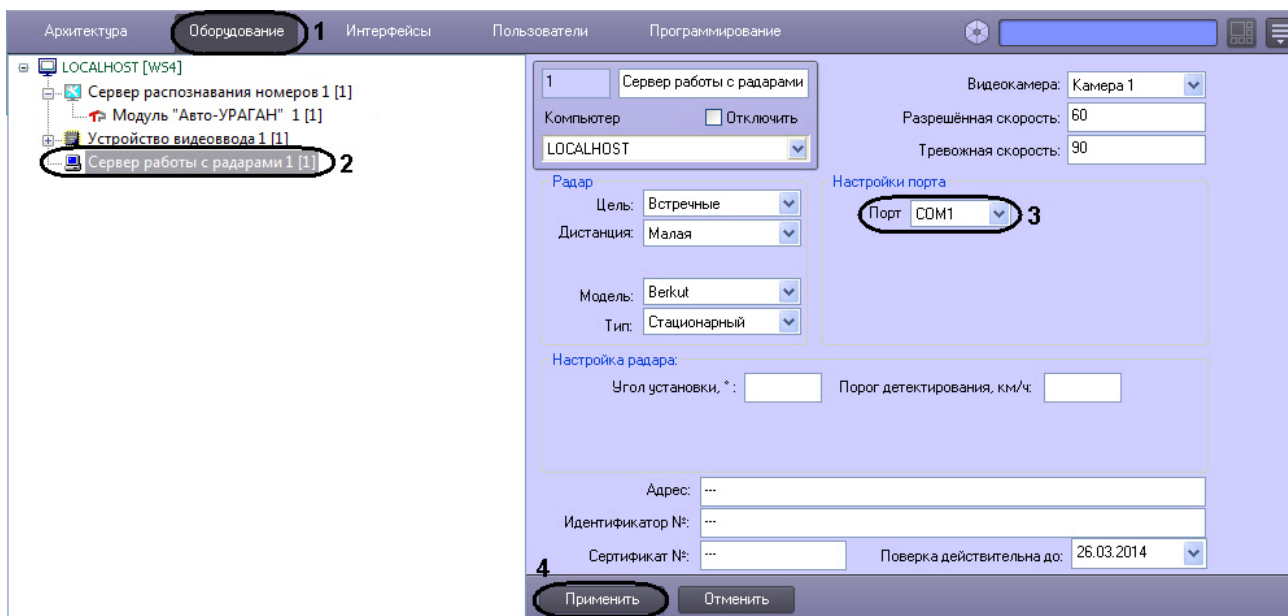 Архитектура Оборудование 1 Интерфейсы Пользователи Программирование
LOCALHOST [WS4]
Сервер распознавания номеров 1 [1]
Модуль "Авто-УРАГАН" 1 [1]
Устройство видеоввода 1 [1]
Сервер работы с радарами 1 [1] 2
1 Сервер работы с радарами
Компьютер Отключить
LOCALHOST
Видеокамера: Камера 1
Разрешённая скорость: 60
Тревожная скорость: 90
Радар
Цель: Встречные
Дистанция: Малая
Модель: Berkut
Тип: Стационарный
Настройки порта
Порт COM1 3
Настройка радара:
Угол установки, ° : Порог детектирования, км/ч:
Адрес: ---
Идентификатор №: ---
Сертификат №: --- Поверка действительна до: 26.03.2014
4
Применить Отменить